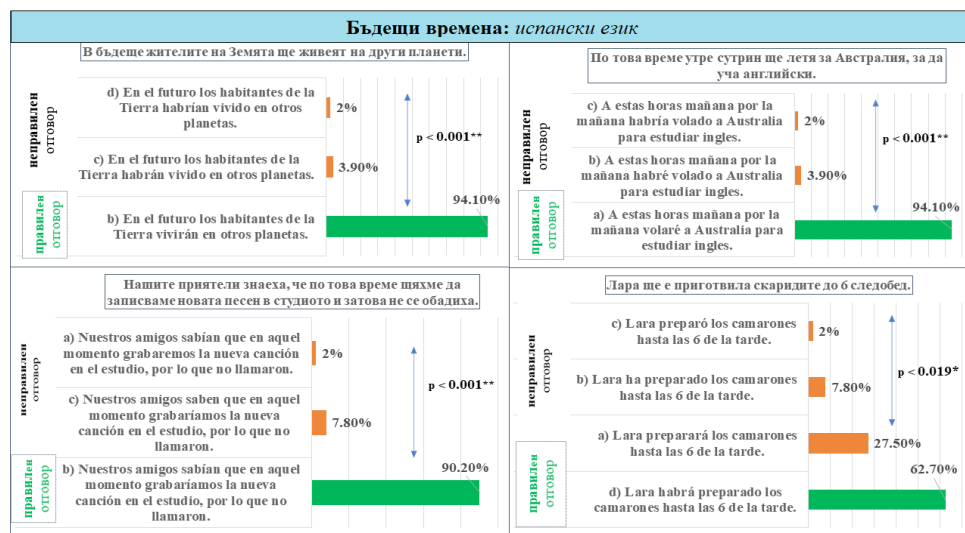 Бъдещи времена: испански език
В бъдеще жителите на Земята ще живеят на други планети.
неправилен
отговор
d) En el futuro los habitantes de la
Tierra habrían vivido en otros
planetas.
2%
c) En el futuro los habitantes de la
Tierra habrán vivido en otros planetas.
3.90%
p < 0.001**
правилен
отговор
b) En el futuro los habitantes de la
Tierra vivirán en otros planetas.
94.10%
По това време утре сутрин ще летя за Австралия, за да
уча английски.
неправилен
отговор
c) A estas horas mañana por la
mañana habría volado a Australia
para estudiar ingles.
2%
b) A estas horas mañana por la
mañana habré volado a Australia
para estudiar ingles.
3.90%
p < 0.001**
правилен
отговор
a) A estas horas mañana por la
mañana volaré a Australia para
estudiar ingles.
94.10%
Нашите приятели знаеха, че по това време щяхме да
записваме новата песен в студиото и затова не се обадиха.
неправилен
отговор
a) Nuestros amigos sabían que en aquel
momento grabaremos la nueva canción
en el estudio, por lo que no llamaron.
2%
c) Nuestros amigos saben que en aquel
momento grabaríamos la nueva
canción en el estudio, por lo que no
llamaron.
7.80%
p < 0.001**
правилен
отговор
b) Nuestros amigos sabían que en aquel
momento grabaríamos la nueva
canción en el estudio, por lo que no
llamaron.
90.20%
Лара ще е приготвила скаридите до 6 следобед.
неправилен
отговор
c) Lara preparó los camarones
hasta las 6 de la tarde.
2%
b) Lara ha preparado los camarones
hasta las 6 de la tarde.
7.80%
p < 0.019*
a) Lara preparará los camarones
hasta las 6 de la tarde.
27.50%
правилен
отговор
d) Lara habrá preparado los
camarones hasta las 6 de la tarde.
62.70%